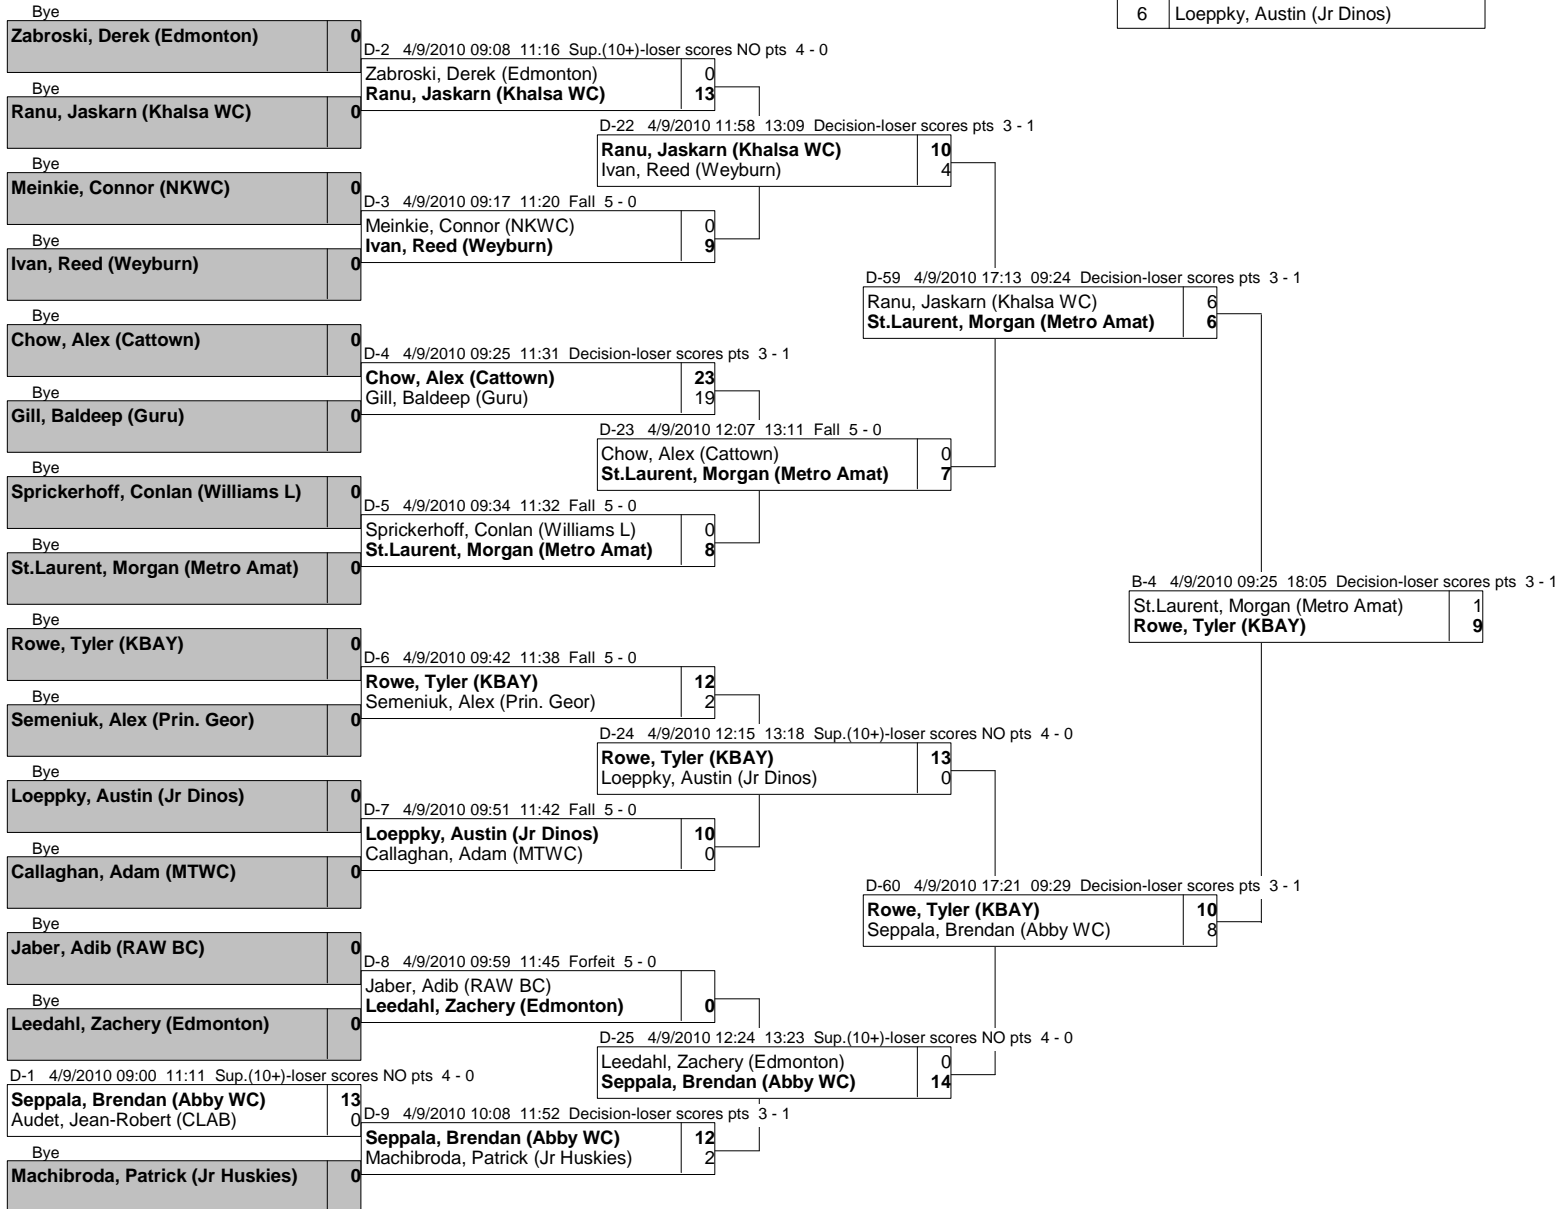 6 Loeppky, Austin (Jr Dinos)
Bye
Zabroski, Derek (Edmonton) 0
Bye
Ranu, Jaskarn (Khalsa WC) 0
Bye
Meinkie, Connor (NKWC) 0
Bye
Ivan, Reed (Weyburn) 0
Bye
Chow, Alex (Cattown) 0
Bye
Gill, Baldeep (Guru) 0
Bye
Sprickerhoff, Conlan (Williams L) 0
Bye
St.Laurent, Morgan (Metro Amat) 0
Bye
Rowe, Tyler (KBAY) 0
Bye
Semeniuk, Alex (Prin. Geor) 0
Bye
Loeppky, Austin (Jr Dinos) 0
Bye
Callaghan, Adam (MTWC) 0
Bye
Jaber, Adib (RAW BC) 0
Bye
Leedahl, Zachery (Edmonton) 0
D-1 4/9/2010 09:00 11:11 Sup.(10+)-loser scores NO pts 4 - 0
Seppala, Brendan (Abby WC) 13
Audet, Jean-Robert (CLAB) 0
Bye
Machibroda, Patrick (Jr Huskies) 0
D-2 4/9/2010 09:08 11:16 Sup.(10+)-loser scores NO pts 4 - 0
Zabroski, Derek (Edmonton) 0
Ranu, Jaskarn (Khalsa WC) 13
D-3 4/9/2010 09:17 11:20 Fall 5 - 0
Meinkie, Connor (NKWC) 0
Ivan, Reed (Weyburn) 9
D-4 4/9/2010 09:25 11:31 Decision-loser scores pts 3 - 1
Chow, Alex (Cattown) 23
Gill, Baldeep (Guru) 19
D-5 4/9/2010 09:34 11:32 Fall 5 - 0
Sprickerhoff, Conlan (Williams L) 0
St.Laurent, Morgan (Metro Amat) 8
D-6 4/9/2010 09:42 11:38 Fall 5 - 0
Rowe, Tyler (KBAY) 12
Semeniuk, Alex (Prin. Geor) 2
D-7 4/9/2010 09:51 11:42 Fall 5 - 0
Loeppky, Austin (Jr Dinos) 10
Callaghan, Adam (MTWC) 0
D-8 4/9/2010 09:59 11:45 Forfeit 5 - 0
Jaber, Adib (RAW BC)
Leedahl, Zachery (Edmonton) 0
D-9 4/9/2010 10:08 11:52 Decision-loser scores pts 3 - 1
Seppala, Brendan (Abby WC) 12
Machibroda, Patrick (Jr Huskies) 2
D-22 4/9/2010 11:58 13:09 Decision-loser scores pts 3 - 1
Ranu, Jaskarn (Khalsa WC) 10
Ivan, Reed (Weyburn) 4
D-23 4/9/2010 12:07 13:11 Fall 5 - 0
Chow, Alex (Cattown) 0
St.Laurent, Morgan (Metro Amat) 7
D-24 4/9/2010 12:15 13:18 Sup.(10+)-loser scores NO pts 4 - 0
Rowe, Tyler (KBAY) 13
Loeppky, Austin (Jr Dinos) 0
D-25 4/9/2010 12:24 13:23 Sup.(10+)-loser scores NO pts 4 - 0
Leedahl, Zachery (Edmonton) 0
Seppala, Brendan (Abby WC) 14
D-59 4/9/2010 17:13 09:24 Decision-loser scores pts 3 - 1
Ranu, Jaskarn (Khalsa WC) 6
St.Laurent, Morgan (Metro Amat) 6
D-60 4/9/2010 17:21 09:29 Decision-loser scores pts 3 - 1
Rowe, Tyler (KBAY) 10
Seppala, Brendan (Abby WC) 8
B-4 4/9/2010 09:25 18:05 Decision-loser scores pts 3 - 1
St.Laurent, Morgan (Metro Amat) 1
Rowe, Tyler (KBAY) 9